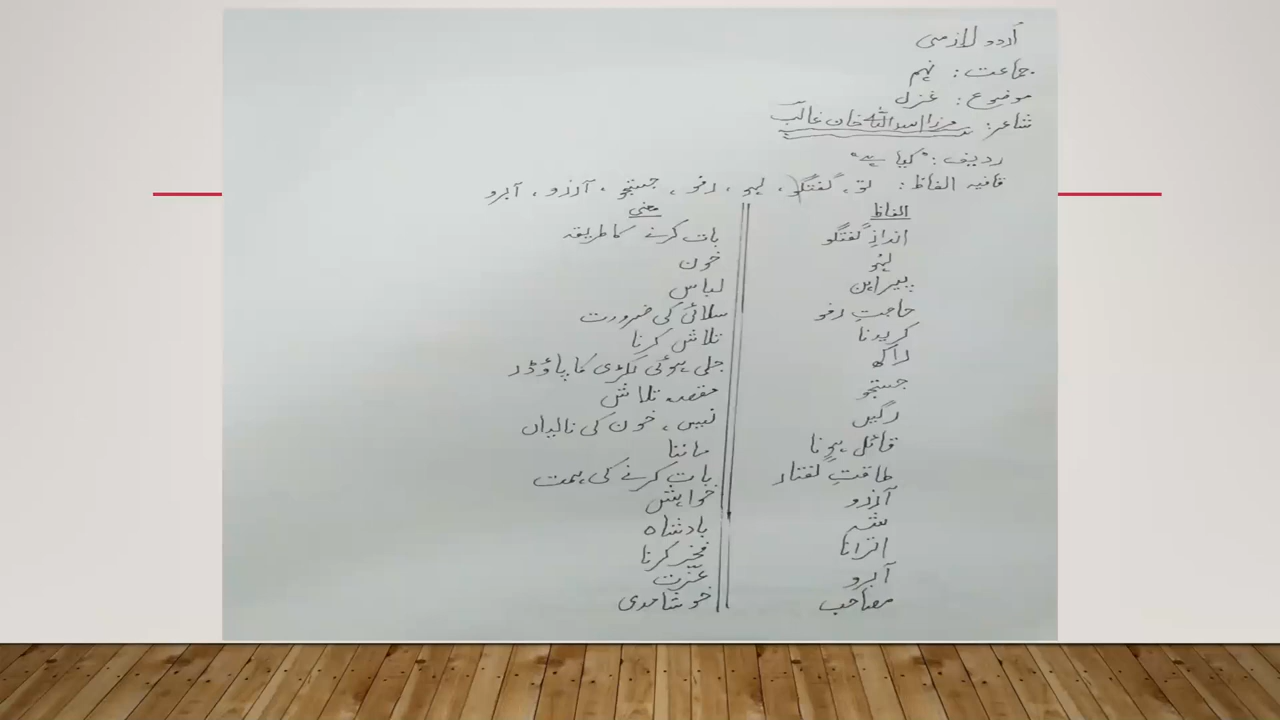 اُردو لازمی
جماعت: نہم
موضوع: غزل
شاعر: مرزا اسد اللہ خان غالب
ردیف: "کیا ہے"
قافیہ الفاظ: تو، گفتگو، لہو، رفو، جستجو، آرزو، آبرو
الفاظ معنی
اندازِ گفتگو بات کرنے کا طریقہ
لہُو خون
پیراہن لباس
حاجتِ رفو سلائی کی ضرورت
کریدنا تلاش کرنا
راکھ جلی ہوئی لکڑی کا پاؤڈر
جستجو مقصد تلاش
رگیں نسیں، خون کی نالیاں
قائل ہونا ماننا
طاقتِ گفتار بات کرنے کی ہمت
آرزو خواہش
شہ بادشاہ
اترانا فخر کرنا
آبرو عزّت
مصاحب خوشامدی